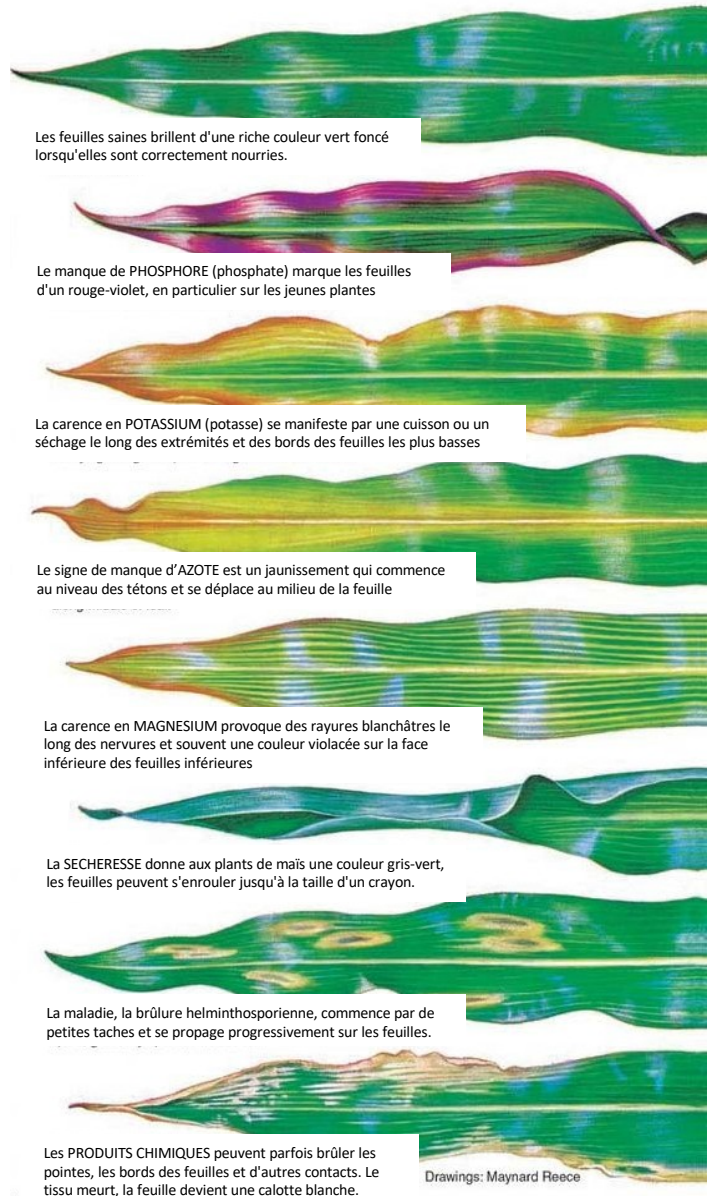 Les feuilles saines brillent d'une riche couleur vert foncé
lorsqu'elles sont correctement nourries.
Le manque de PHOSPHORE (phosphate) marque les feuilles
d'un rouge-violet, en particulier sur les jeunes plantes
La carence en POTASSIUM (potasse) se manifeste par une cuisson ou un
séchage le long des extrémités et des bords des feuilles les plus basses
Le signe de manque d'AZOTE est un jaunissement qui commence
au niveau des tétons et se déplace au milieu de la feuille
La carence en MAGNESIUM provoque des rayures blanchâtres le
long des nervures et souvent une couleur violacée sur la face
inférieure des feuilles inférieures
La SECHERESSE donne aux plants de maïs une couleur gris-vert,
les feuilles peuvent s'enrouler jusqu'à la taille d'un crayon.
La maladie, la brûlure helminthosporienne, commence par de
petites taches et se propage progressivement sur les feuilles.
Les PRODUITS CHIMIQUES peuvent parfois brûler les
pointes, les bords des feuilles et d'autres contacts. Le
tissu meurt, la feuille devient une calotte blanche.
Drawings: Maynard Reece